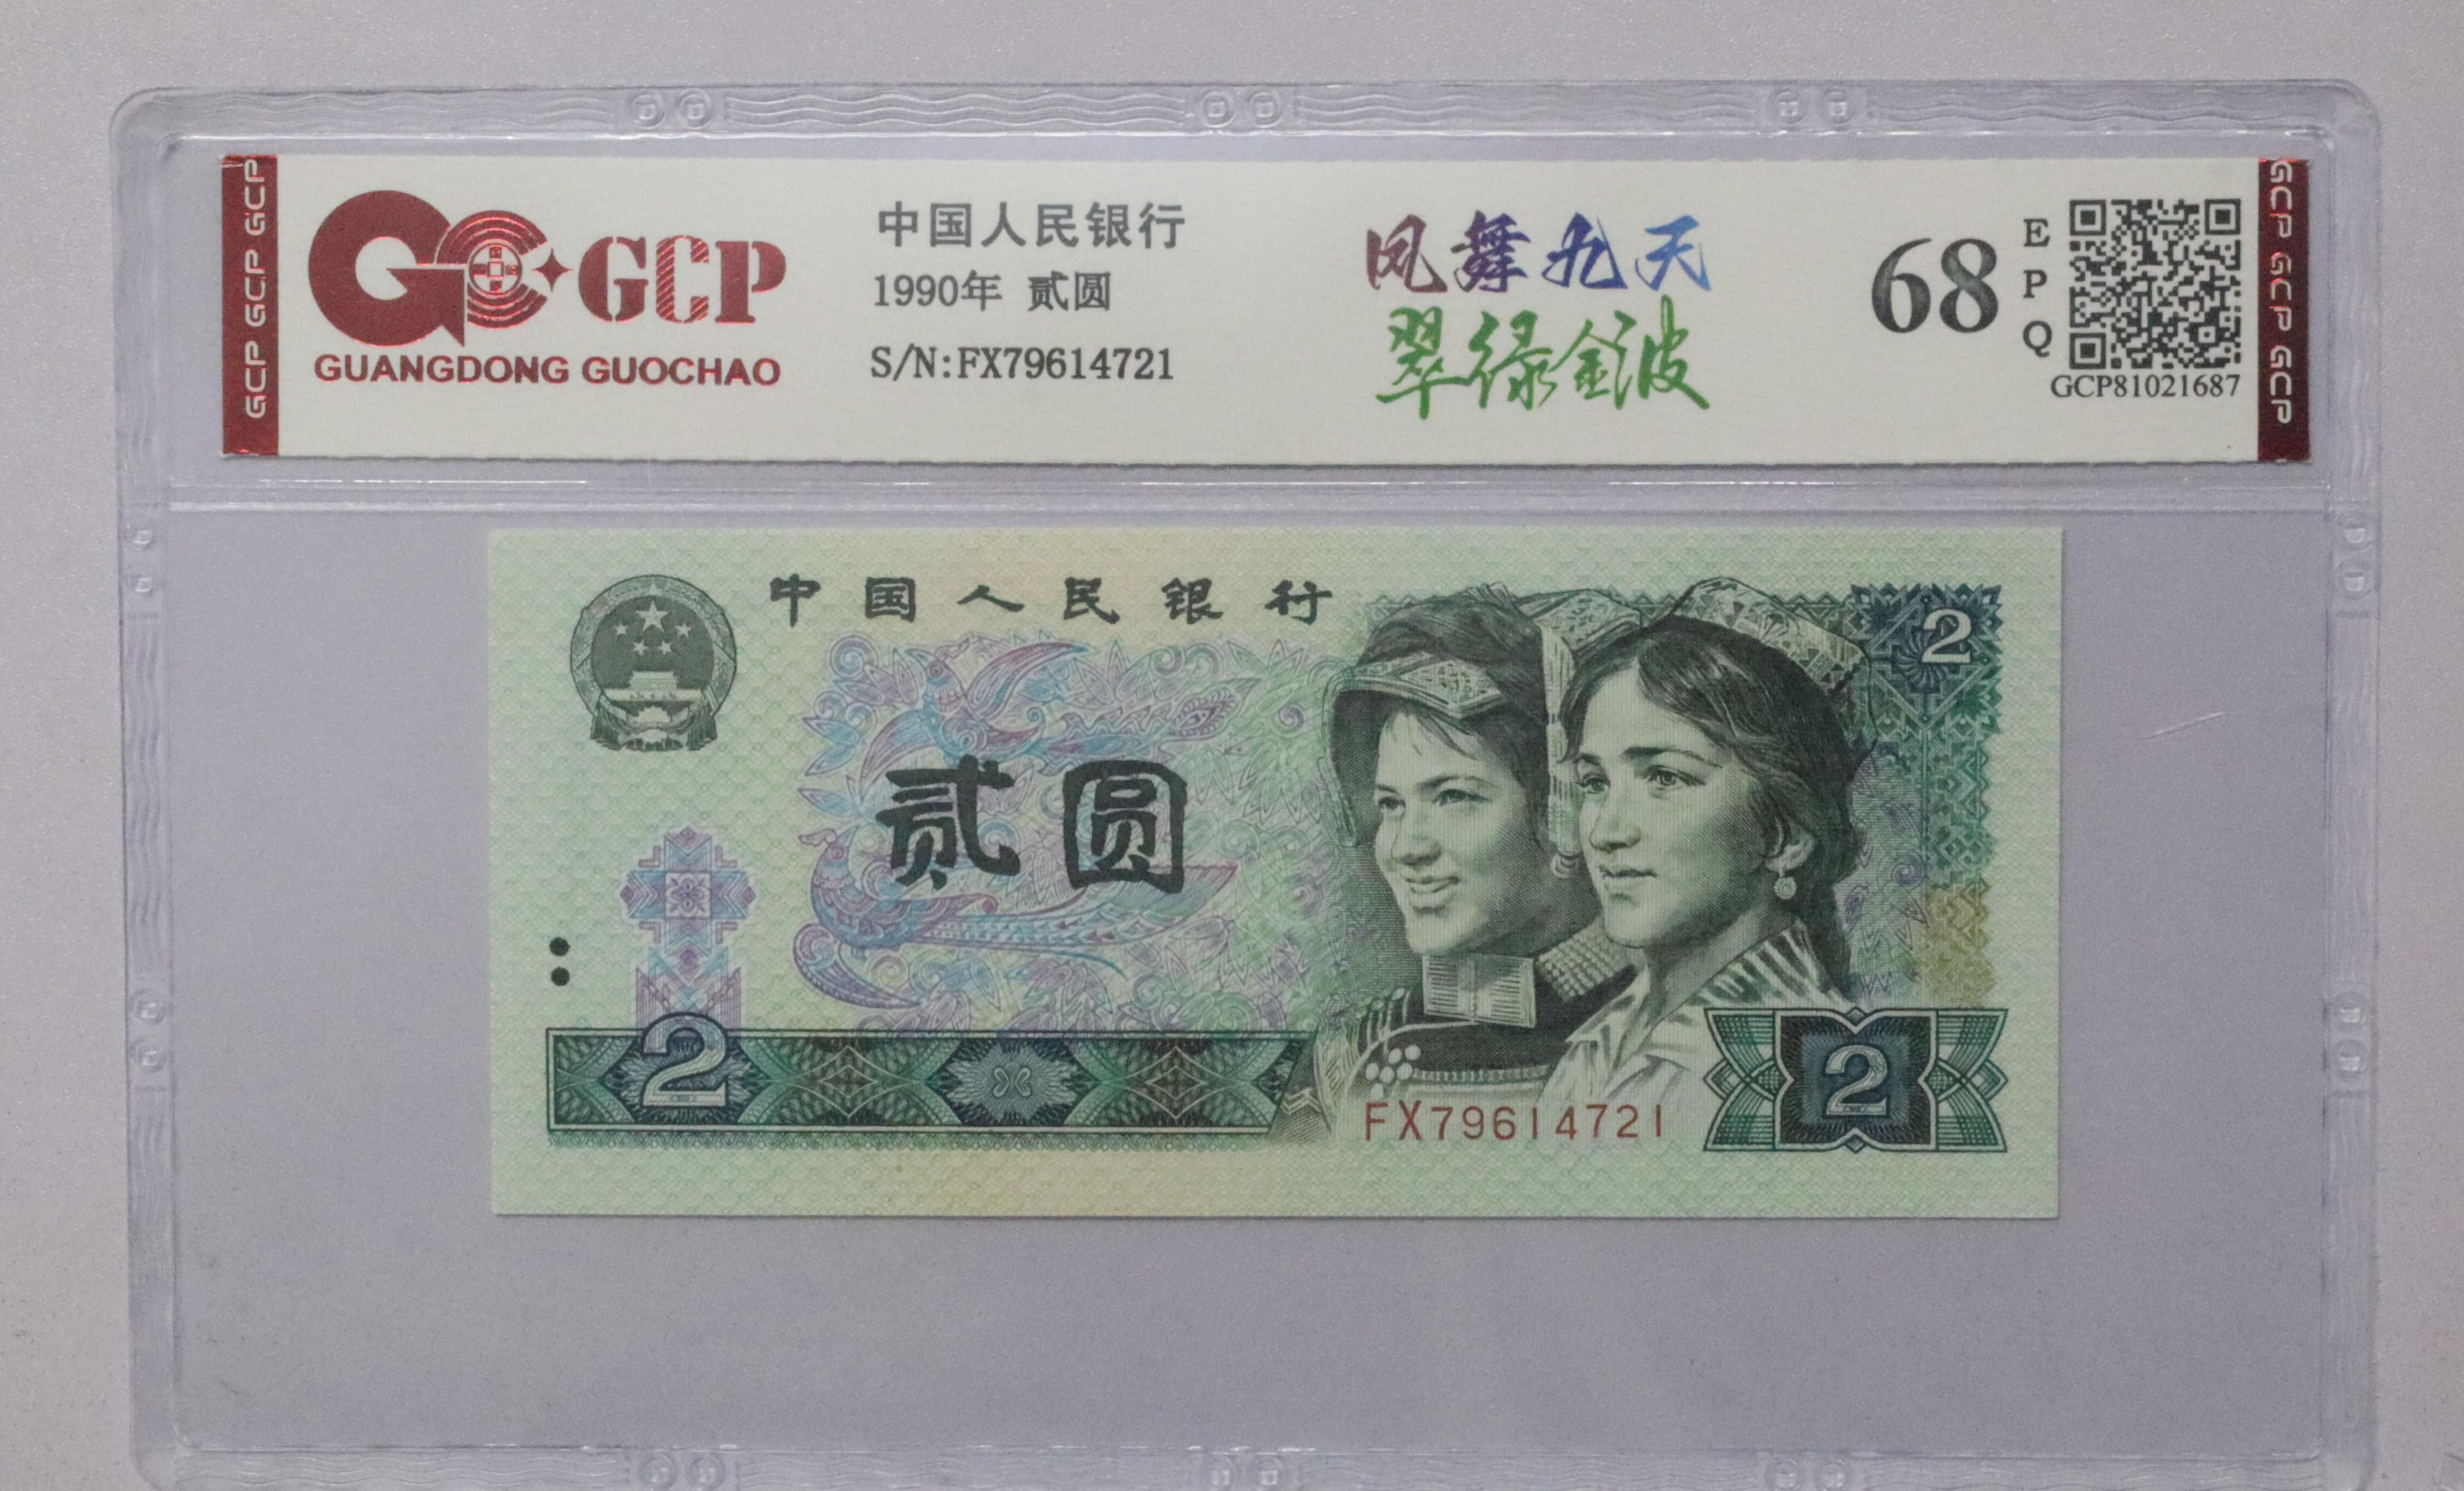 GCP GCP GCP
GCP
GUANGDONG GUOCHAO
中国人民银行
1990年 贰圆
S/N:FX79614721
凤舞九天
翠绿金波
68
EPQ
GCP81021687
GCP GCP GCP
中国人民银行
2
贰圆
2
FX79614721
2